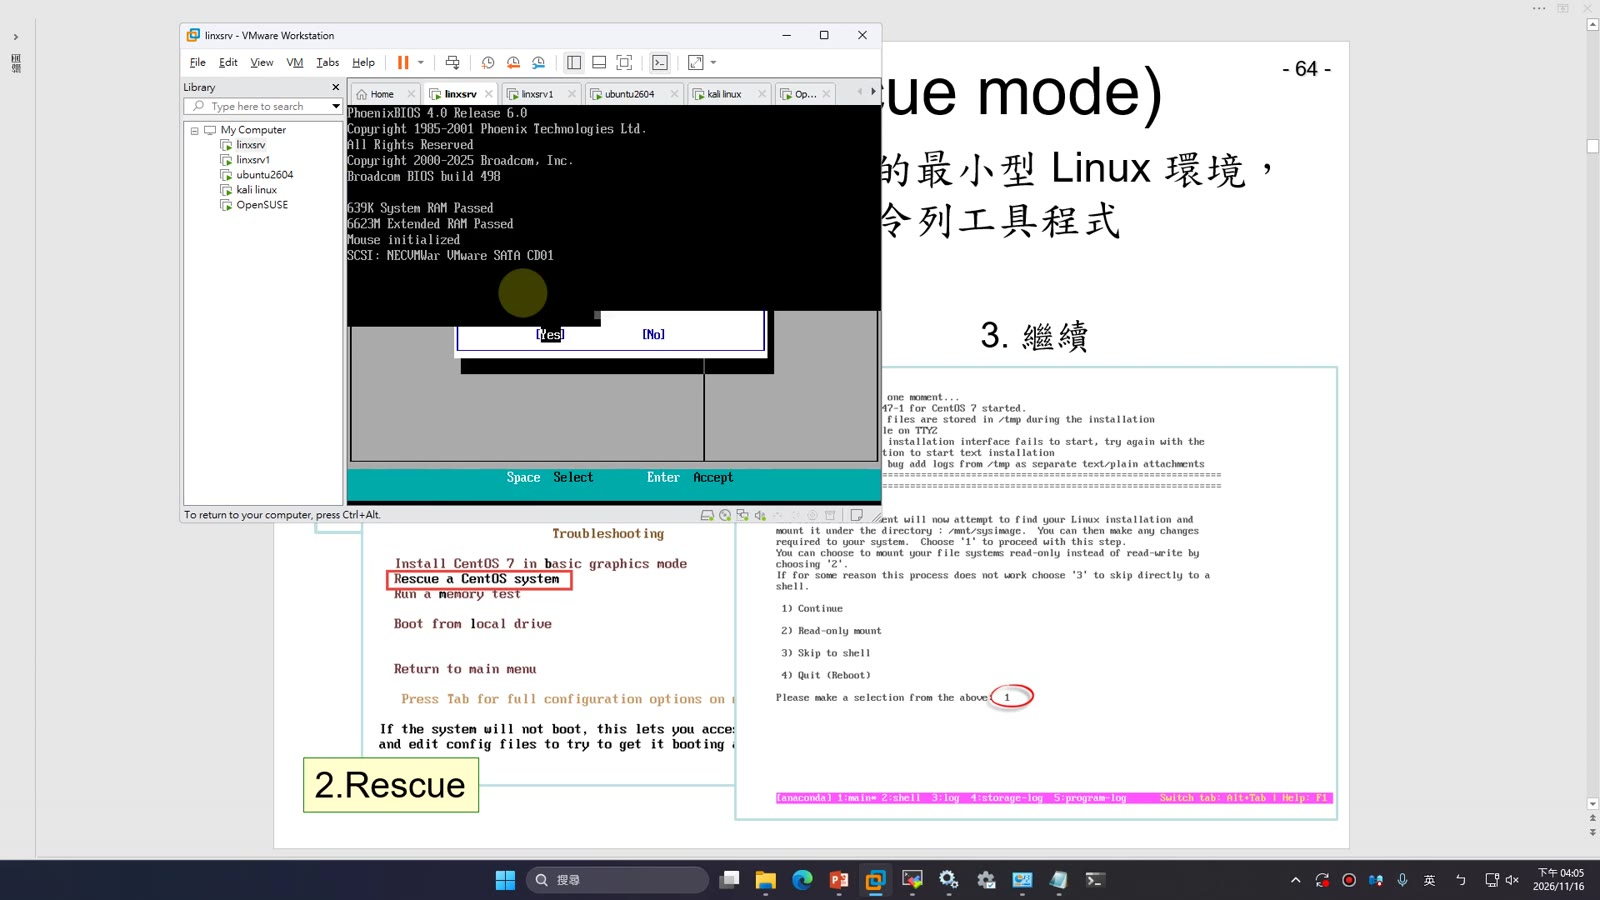 linxsrv - VMware Workstation
File Edit View VM Tabs Help
Library
Type here to search
My Computer
linxsrv
linxsrv1
ubuntu2604
kali linux
OpenSUSE
Home linxsrv linxsrv1 ubuntu2604 kali linux Op...
PhoenixBIOS 4.0 Release 6.0
Copyright 1985-2001 Phoenix Technologies Ltd.
All Rights Reserved
Copyright 2000-2025 Broadcom, Inc.
Broadcom BIOS build 498
639K System RAM Passed
6623M Extended RAM Passed
Mouse initialized
SCSI: NECVMWar VMware SATA CD01
[Yes] [No]
Space Select Enter Accept
To return to your computer, press Ctrl+Alt.
- 64 -
cue mode)
的最小型 Linux 環境，
令列工具程式
3. 繼續
one moment...
47-1 for CentOS 7 started.
files are stored in /tmp during the installation
le on TTY2
installation interface fails to start, try again with the
tion to start text installation
bug add logs from /tmp as separate text/plain attachments
ent will now attempt to find your Linux installation and
mount it under the directory : /mnt/sysimage. You can then make any changes
required to your system. Choose '1' to proceed with this step.
You can choose to mount your file systems read-only instead of read-write by
choosing '2'.
If for some reason this process does not work choose '3' to skip directly to a
shell.
1) Continue
2) Read-only mount
3) Skip to shell
4) Quit (Reboot)
Please make a selection from the above: 1
[anaconda] 1:main* 2:shell 3:log 4:storage-log 5:program-log Switch tab: Alt+Tab | Help: F1
Troubleshooting
Install CentOS 7 in basic graphics mode
Rescue a CentOS system
Run a memory test
Boot from local drive
Return to main menu
Press Tab for full configuration options on
If the system will not boot, this lets you acces
and edit config files to try to get it booting
2.Rescue
搜尋
英
ㄅ
下午 04:05
2026/11/16